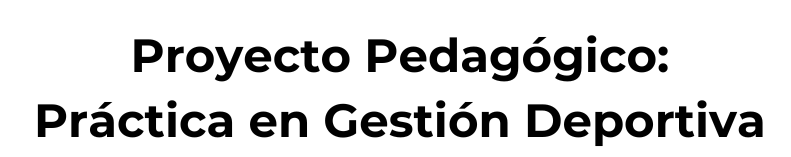 Proyecto Pedagógico:
Práctica en Gestión Deportiva